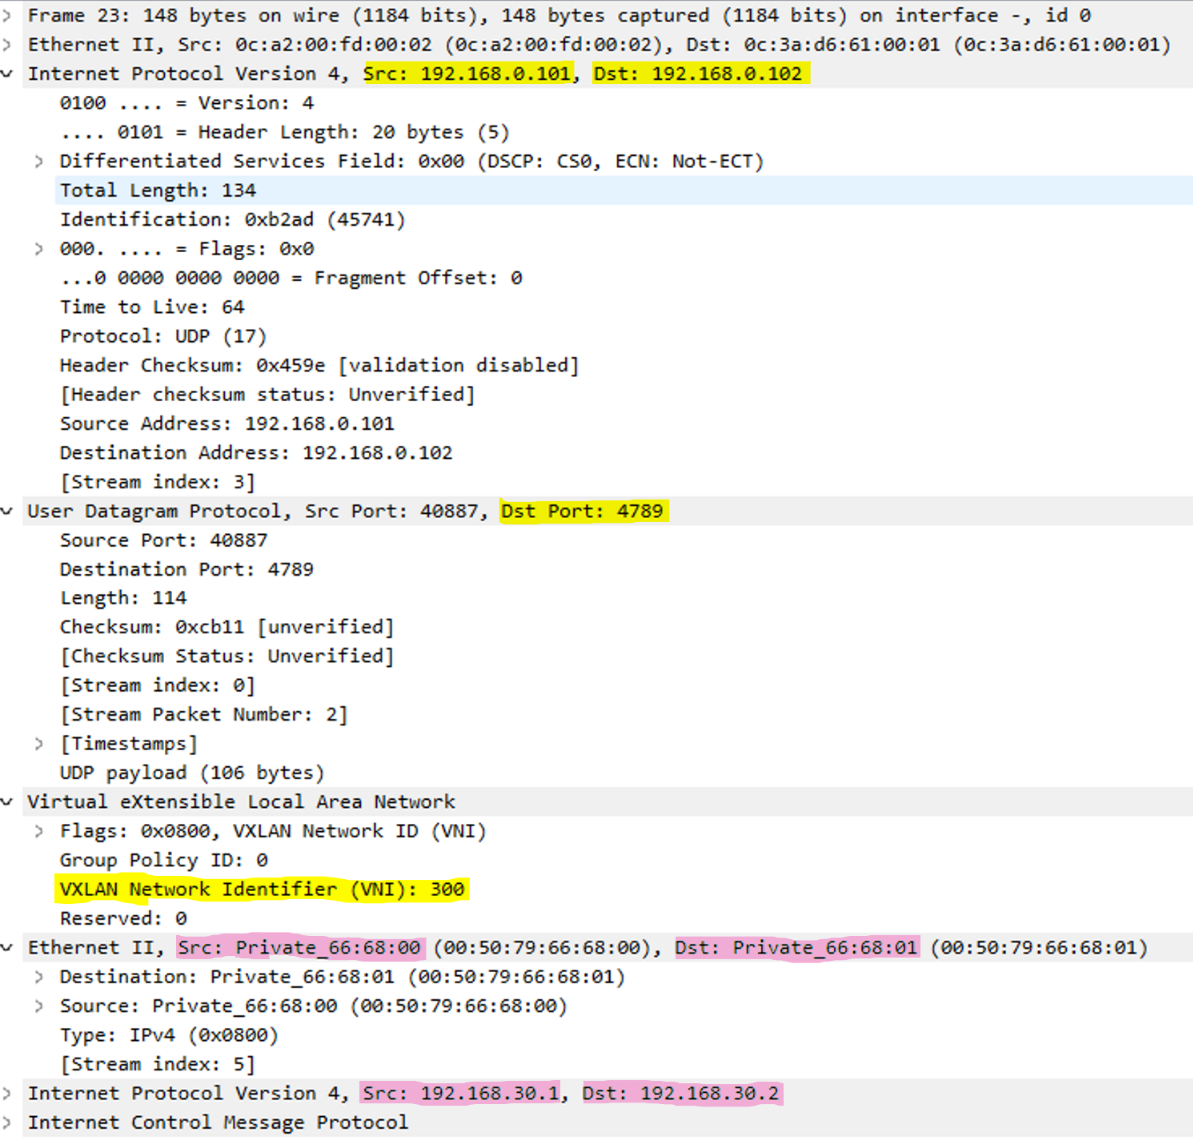 Frame 23: 148 bytes on wire (1184 bits), 148 bytes captured (1184 bits) on interface -, id 0
Ethernet II, Src: 0c:a2:00:fd:00:02 (0c:a2:00:fd:00:02), Dst: 0c:3a:d6:61:00:01 (0c:3a:d6:61:00:01)
Internet Protocol Version 4, Src: 192.168.0.101, Dst: 192.168.0.102
0100 .... = Version: 4
.... 0101 = Header Length: 20 bytes (5)
Differentiated Services Field: 0x00 (DSCP: CS0, ECN: Not-ECT)
Total Length: 134
Identification: 0xb2ad (45741)
000. .... = Flags: 0x0
...0 0000 0000 0000 = Fragment Offset: 0
Time to Live: 64
Protocol: UDP (17)
Header Checksum: 0x459e [validation disabled]
[Header checksum status: Unverified]
Source Address: 192.168.0.101
Destination Address: 192.168.0.102
[Stream index: 3]
User Datagram Protocol, Src Port: 40887, Dst Port: 4789
Source Port: 40887
Destination Port: 4789
Length: 114
Checksum: 0xcb11 [unverified]
[Checksum Status: Unverified]
[Stream index: 0]
[Stream Packet Number: 2]
[Timestamps]
UDP payload (106 bytes)
Virtual eXtensible Local Area Network
Flags: 0x0800, VXLAN Network ID (VNI)
Group Policy ID: 0
VXLAN Network Identifier (VNI): 300
Reserved: 0
Ethernet II, Src: Private_66:68:00 (00:50:79:66:68:00), Dst: Private_66:68:01 (00:50:79:66:68:01)
Destination: Private_66:68:01 (00:50:79:66:68:01)
Source: Private_66:68:00 (00:50:79:66:68:00)
Type: IPv4 (0x0800)
[Stream index: 5]
Internet Protocol Version 4, Src: 192.168.30.1, Dst: 192.168.30.2
Internet Control Message Protocol